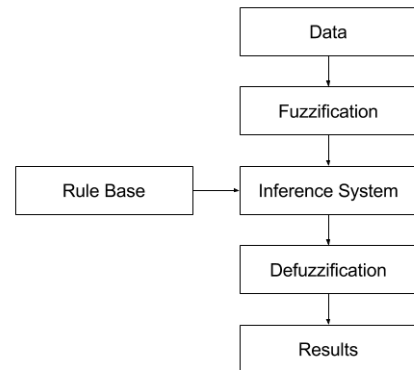 Data
Fuzzification
Rule Base
Inference System
Defuzzification
Results